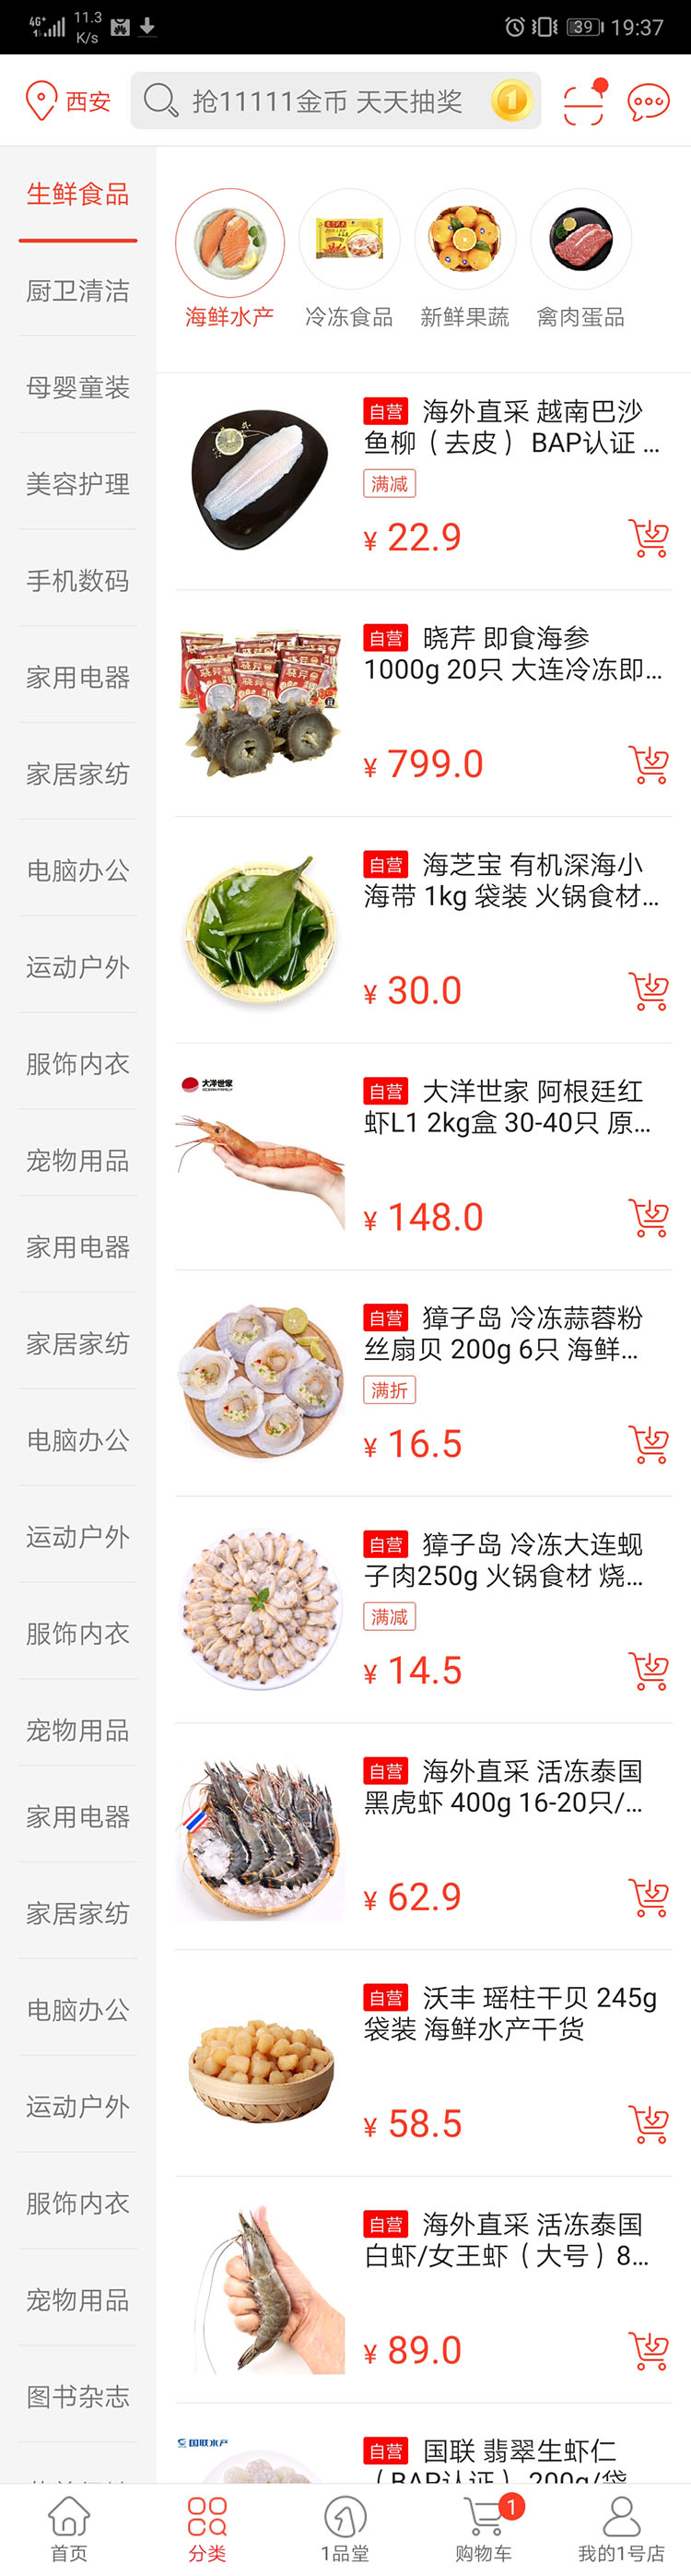 4G+ 11.3 K/s 39 19:37
西安 抢11111金币 天天抽奖
生鲜食品
厨卫清洁
母婴童装
美容护理
手机数码
家用电器
家居家纺
电脑办公
运动户外
服饰内衣
宠物用品
家用电器
家居家纺
电脑办公
运动户外
服饰内衣
宠物用品
家用电器
家居家纺
电脑办公
运动户外
服饰内衣
宠物用品
图书杂志
海鲜水产 冷冻食品 新鲜果蔬 禽肉蛋品
自营 海外直采 越南巴沙
鱼柳（去皮） BAP认证 ...
满减
¥ 22.9
自营 晓芹 即食海参
1000g 20只 大连冷冻即...
¥ 799.0
自营 海芝宝 有机深海小
海带 1kg 袋装 火锅食材...
¥ 30.0
大洋世家
OCEAN FAMILY
自营 大洋世家 阿根廷红
虾L1 2kg盒 30-40只 原...
¥ 148.0
自营 獐子岛 冷冻蒜蓉粉
丝扇贝 200g 6只 海鲜...
满折
¥ 16.5
自营 獐子岛 冷冻大连蚬
子肉250g 火锅食材 烧...
满减
¥ 14.5
自营 海外直采 活冻泰国
黑虎虾 400g 16-20只/...
¥ 62.9
自营 沃丰 瑶柱干贝 245g
袋装 海鲜水产干货
¥ 58.5
自营 海外直采 活冻泰国
白虾/女王虾（大号）8...
¥ 89.0
国联水产
自营 国联 翡翠生虾仁
（BAP认证） 200g/袋
首页 分类 1品堂 购物车 1 我的1号店